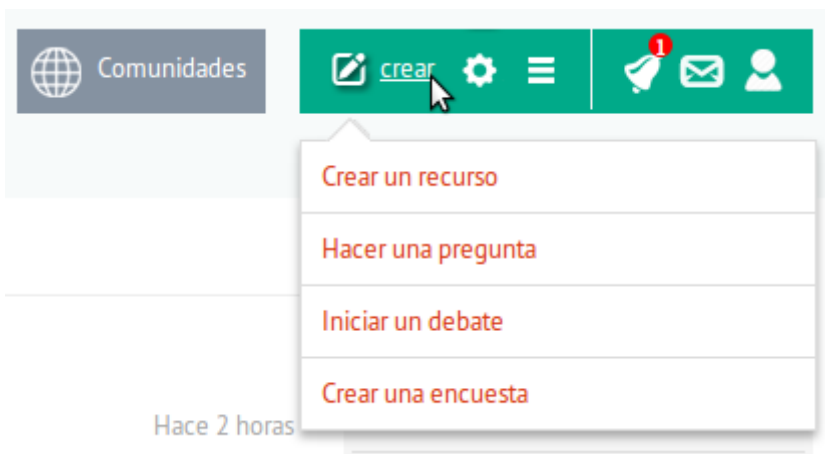 Comunidades
crear
1
Crear un recurso
Hacer una pregunta
Iniciar un debate
Crear una encuesta
Hace 2 horas